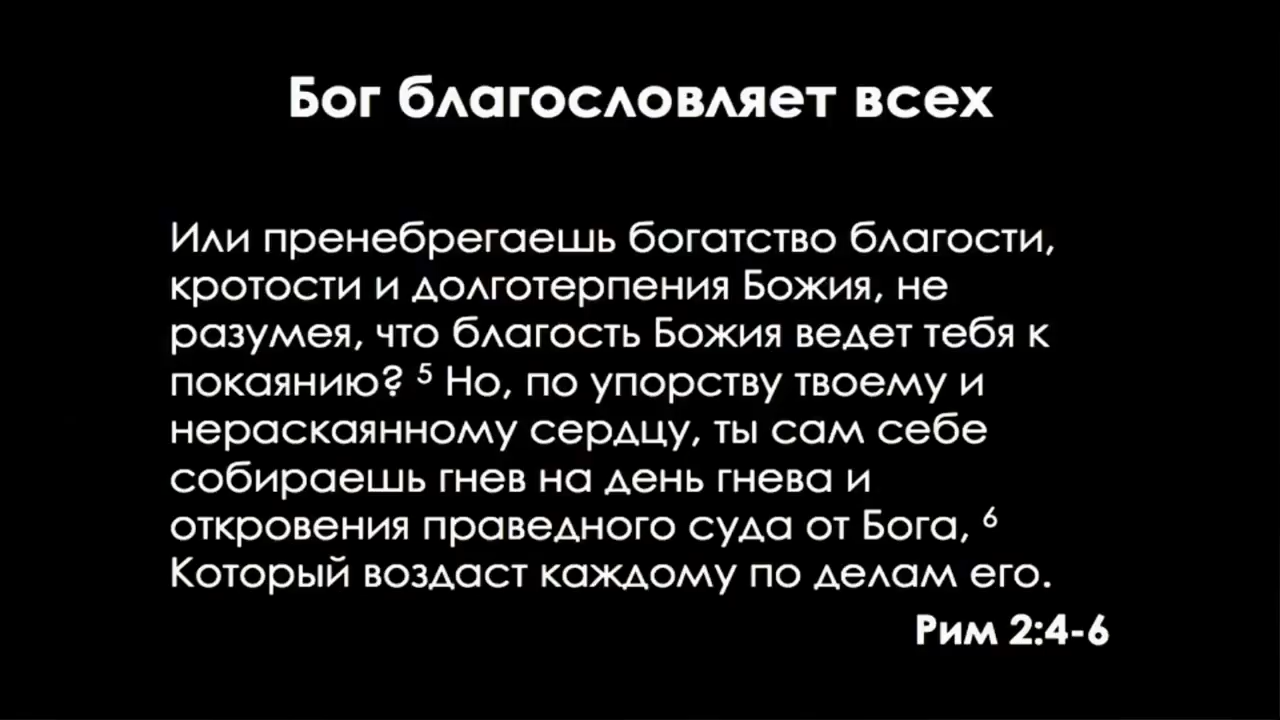 Бог благословляет всех
Или пренебрегаешь богатство благости,
кротости и долготерпения Божия, не
разумея, что благость Божия ведет тебя к
покаянию? ⁵ Но, по упорству твоему и
нераскаянному сердцу, ты сам себе
собираешь гнев на день гнева и
откровения праведного суда от Бога, ⁶
Который воздаст каждому по делам его.
Рим 2:4-6